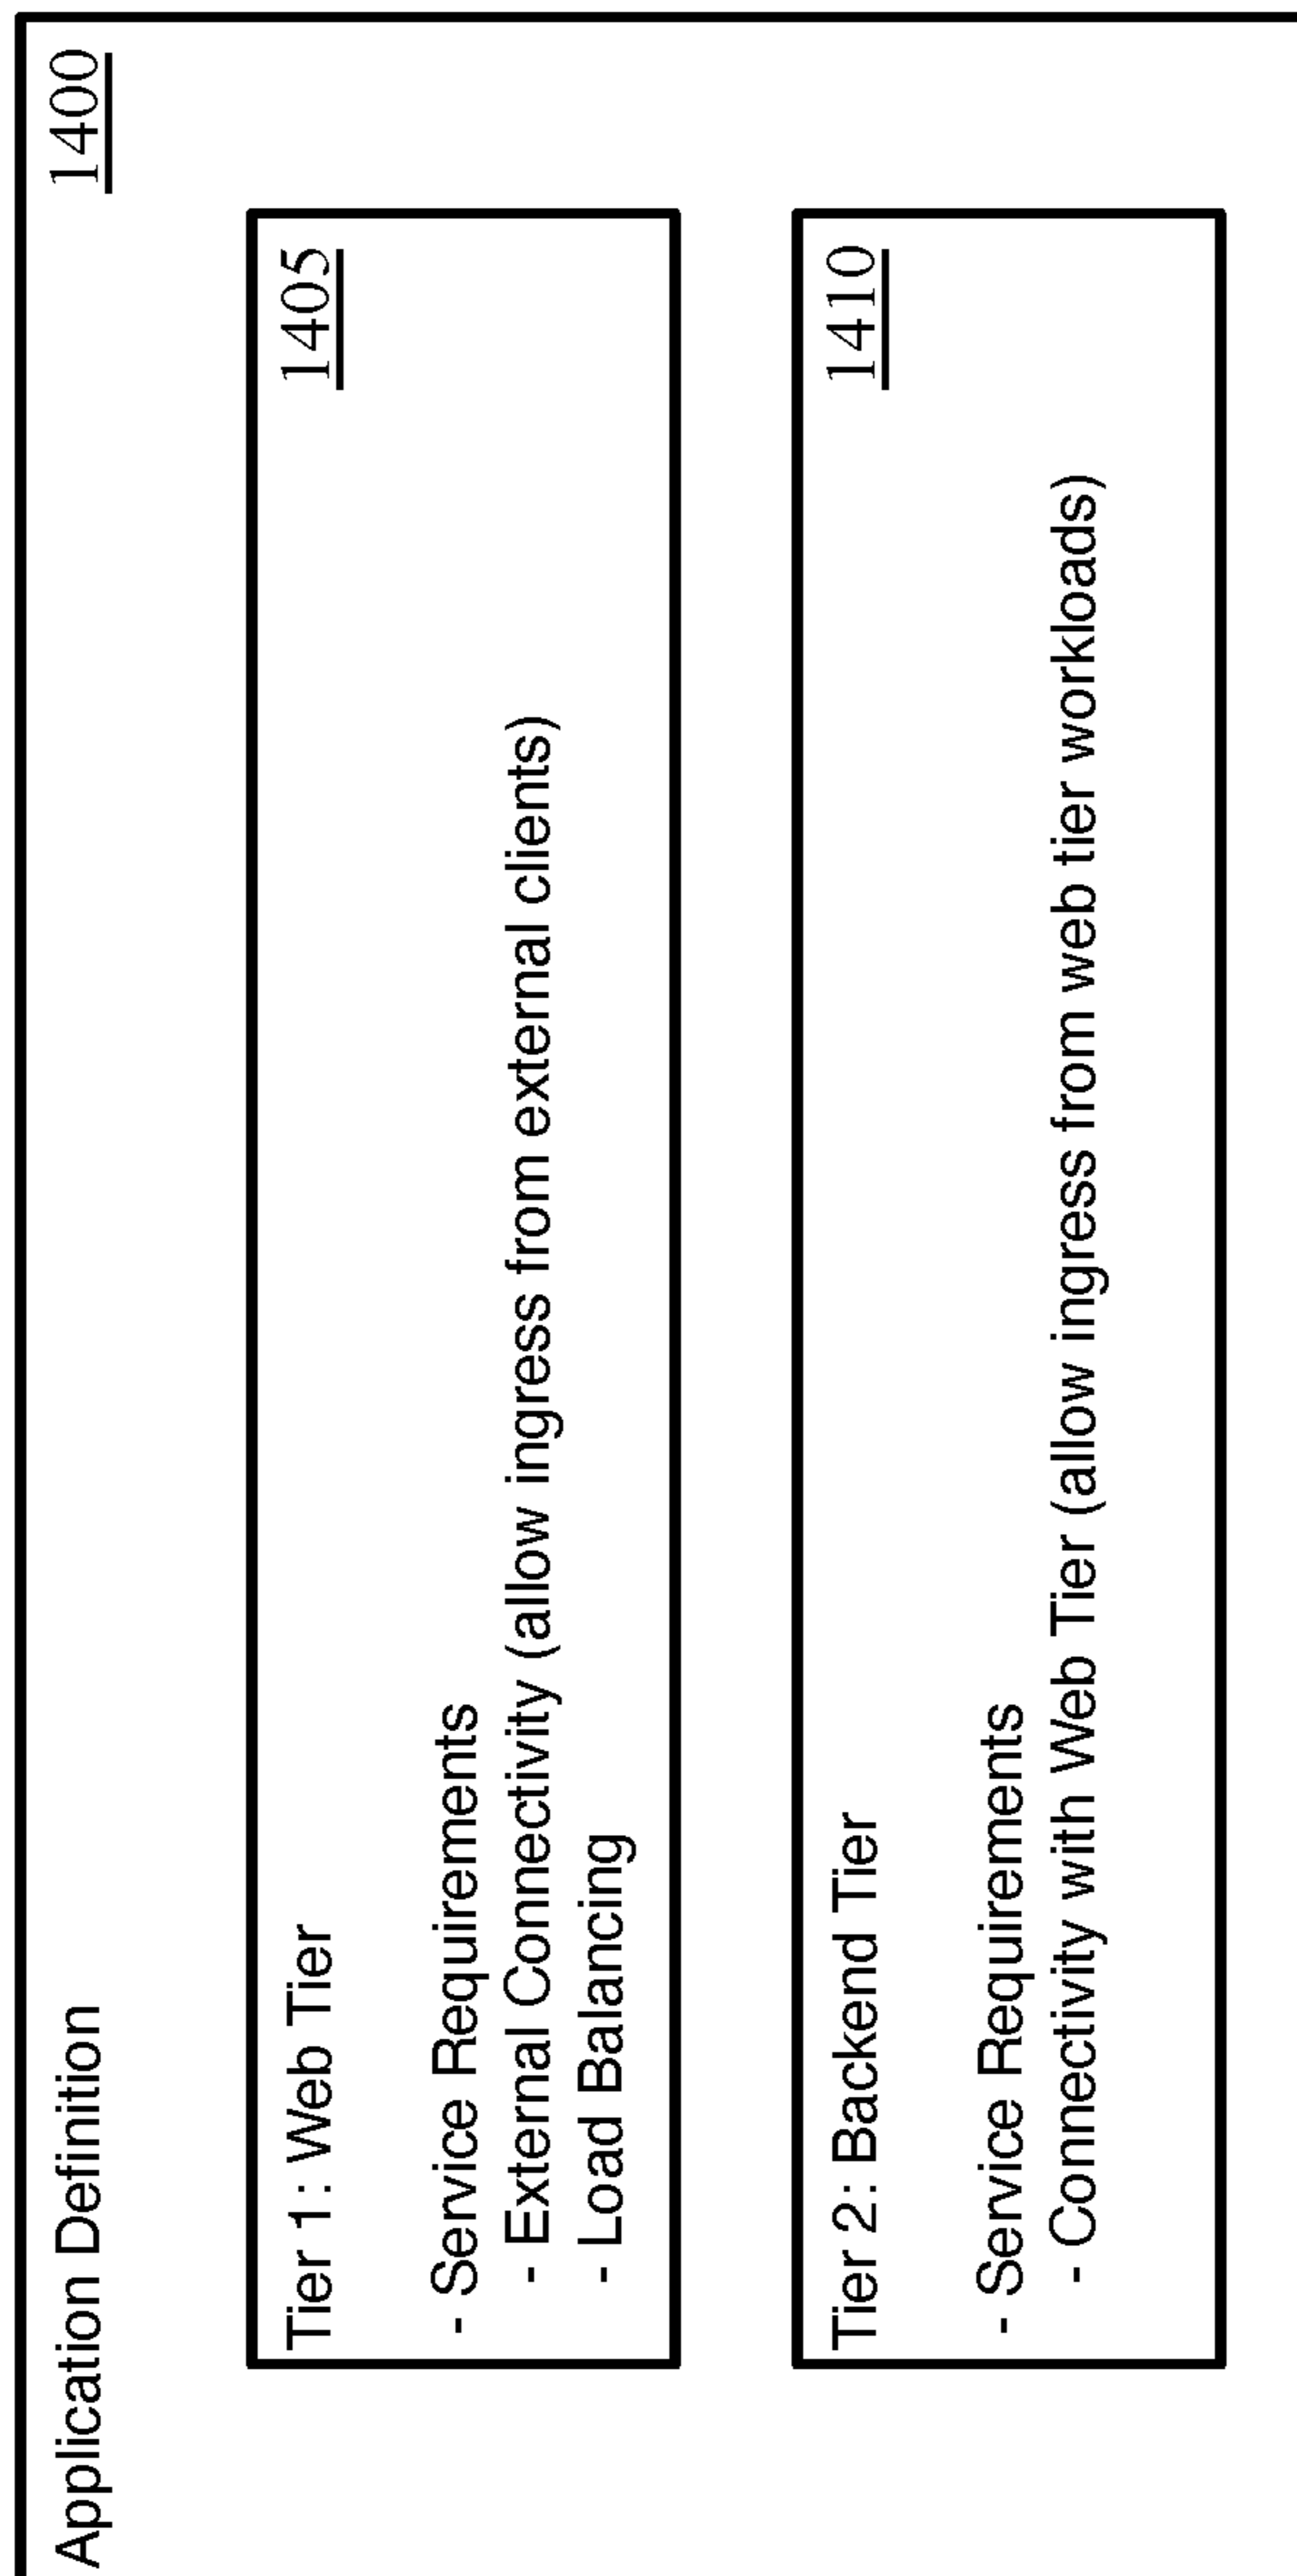 Application Definition
1400
Tier 1: Web Tier
1405
- Service Requirements
- External Connectivity (allow ingress from external clients)
- Load Balancing
Tier 2: Backend Tier
1410
- Service Requirements
- Connectivity with Web Tier (allow ingress from web tier workloads)